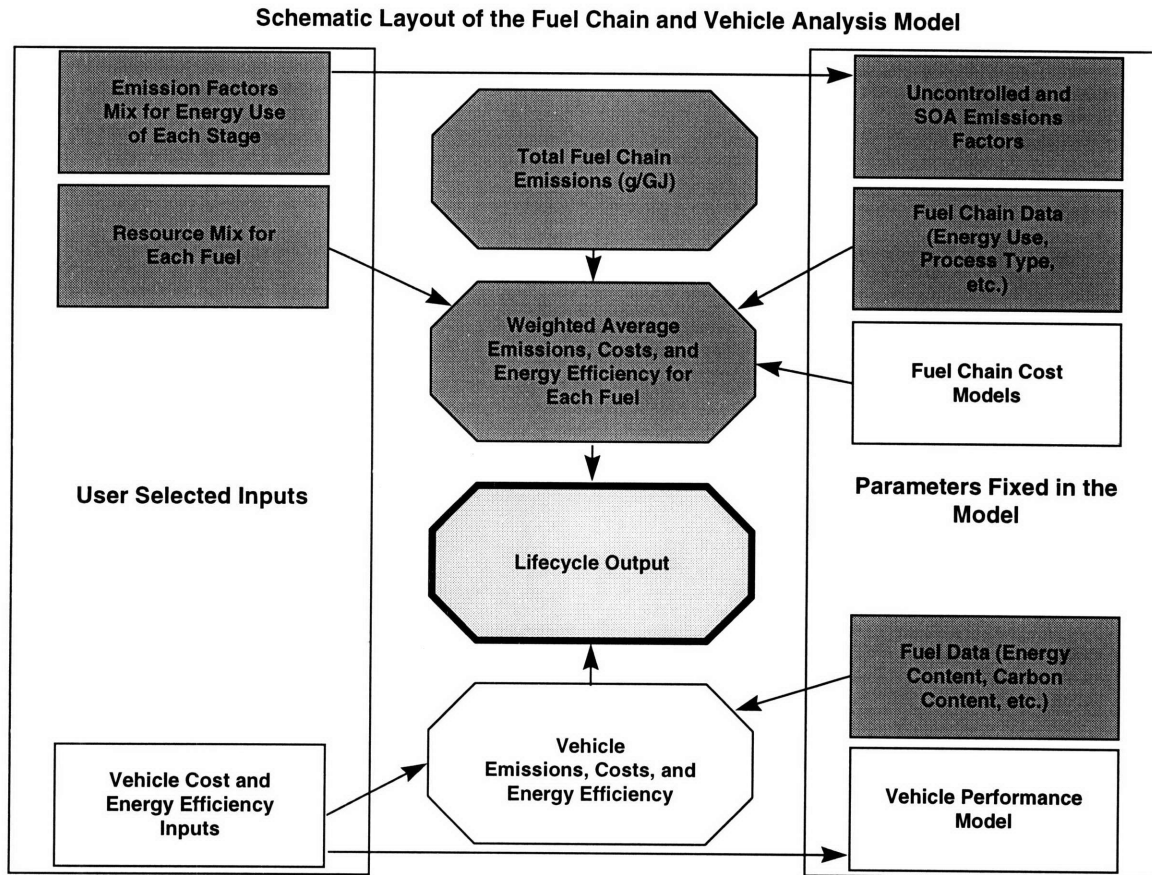 Schematic Layout of the Fuel Chain and Vehicle Analysis Model
Emission Factors
Mix for Energy Use
of Each Stage
Resource Mix for
Each Fuel
User Selected Inputs
Vehicle Cost and
Energy Efficiency
Inputs
Total Fuel Chain
Emissions (g/GJ)
Weighted Average
Emissions, Costs, and
Energy Efficiency for
Each Fuel
Lifecycle Output
Vehicle
Emissions, Costs, and
Energy Efficiency
Uncontrolled and
SOA Emissions
Factors
Fuel Chain Data
(Energy Use,
Process Type,
etc.)
Fuel Chain Cost
Models
Parameters Fixed in the
Model
Fuel Data (Energy
Content, Carbon
Content, etc.)
Vehicle Performance
Model